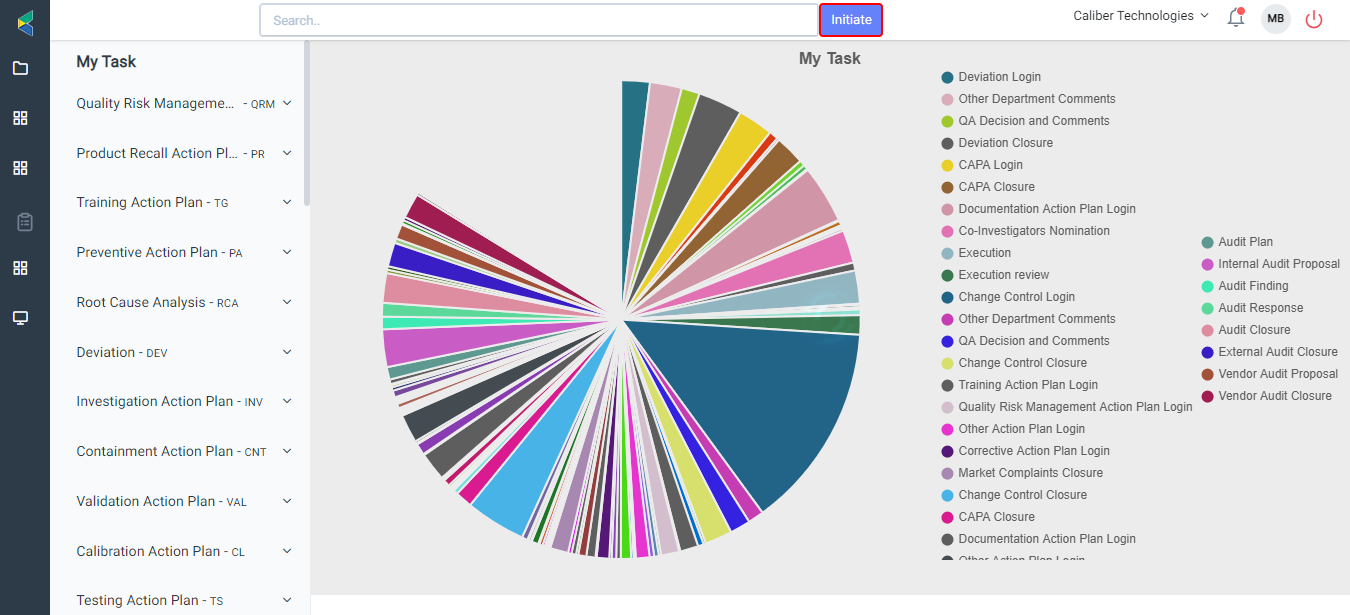 Search..
Initiate
Caliber Technologies
MB
My Task
Quality Risk Manageme... - QRM
Product Recall Action Pl... - PR
Training Action Plan - TG
Preventive Action Plan - PA
Root Cause Analysis - RCA
Deviation - DEV
Investigation Action Plan - INV
Containment Action Plan - CNT
Validation Action Plan - VAL
Calibration Action Plan - CL
Testing Action Plan - TS
My Task
Deviation Login
Other Department Comments
QA Decision and Comments
Deviation Closure
CAPA Login
CAPA Closure
Documentation Action Plan Login
Co-Investigators Nomination
Execution
Execution review
Change Control Login
Other Department Comments
QA Decision and Comments
Change Control Closure
Training Action Plan Login
Quality Risk Management Action Plan Login
Other Action Plan Login
Corrective Action Plan Login
Market Complaints Closure
Change Control Closure
CAPA Closure
Documentation Action Plan Login
Other Action Plan Login
Audit Plan
Internal Audit Proposal
Audit Finding
Audit Response
Audit Closure
External Audit Closure
Vendor Audit Proposal
Vendor Audit Closure